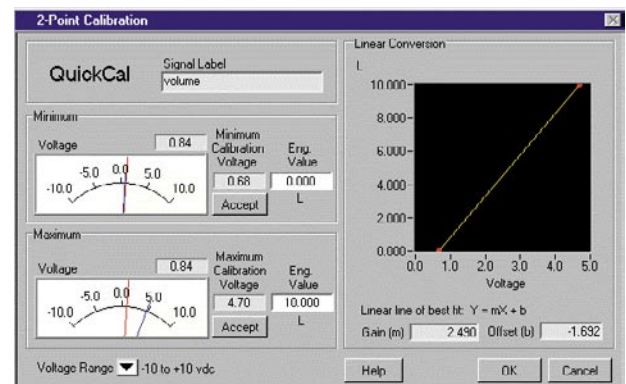 2-Point Calibration
QuickCal
Signal Label
volume
Minimum
Voltage
0.84
-10.0 -5.0 0.0 5.0 10.0
Minimum Calibration Voltage
0.68
Accept
Eng. Value
0.000
L
Maximum
Voltage
0.84
-10.0 -5.0 0.0 5.0 10.0
Maximum Calibration Voltage
4.70
Accept
Eng. Value
10.000
L
Voltage Range -10 to +10 vdc
Linear Conversion
L
10.000
8.000
6.000
4.000
2.000
0.000
0.0 1.0 2.0 3.0 4.0 5.0
Voltage
Linear line of best fit: Y = mX + b
Gain (m) 2.490 Offset (b) -1.692
Help OK Cancel